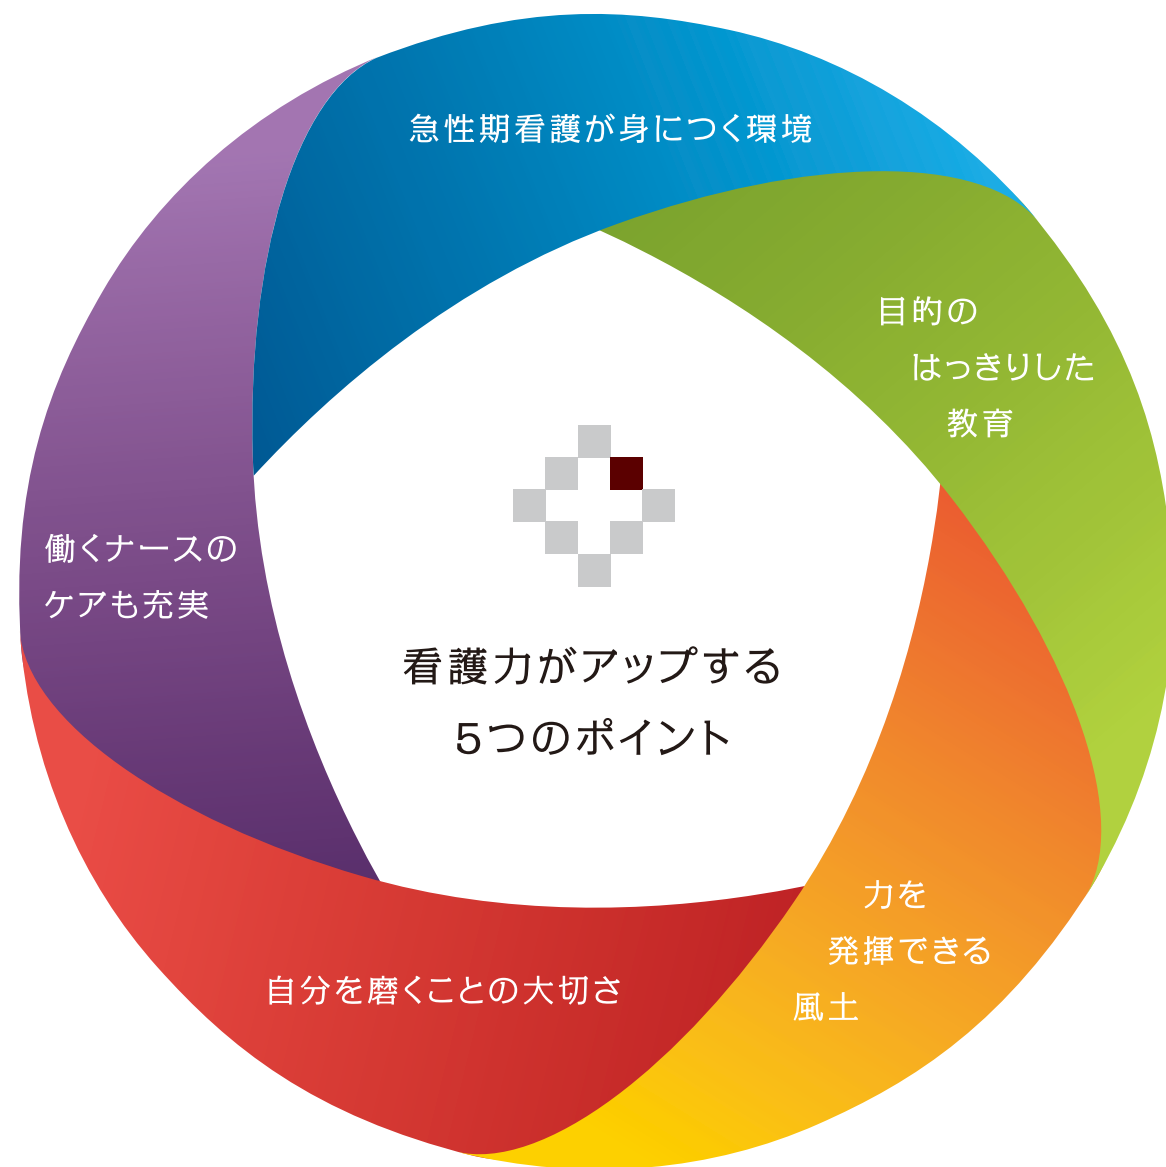 急性期看護が身につく環境
目的の
はっきりした
教育
力を
発揮できる
風土
自分を磨くことの大切さ
働くナースの
ケアも充実
看護力がアップする
5つのポイント